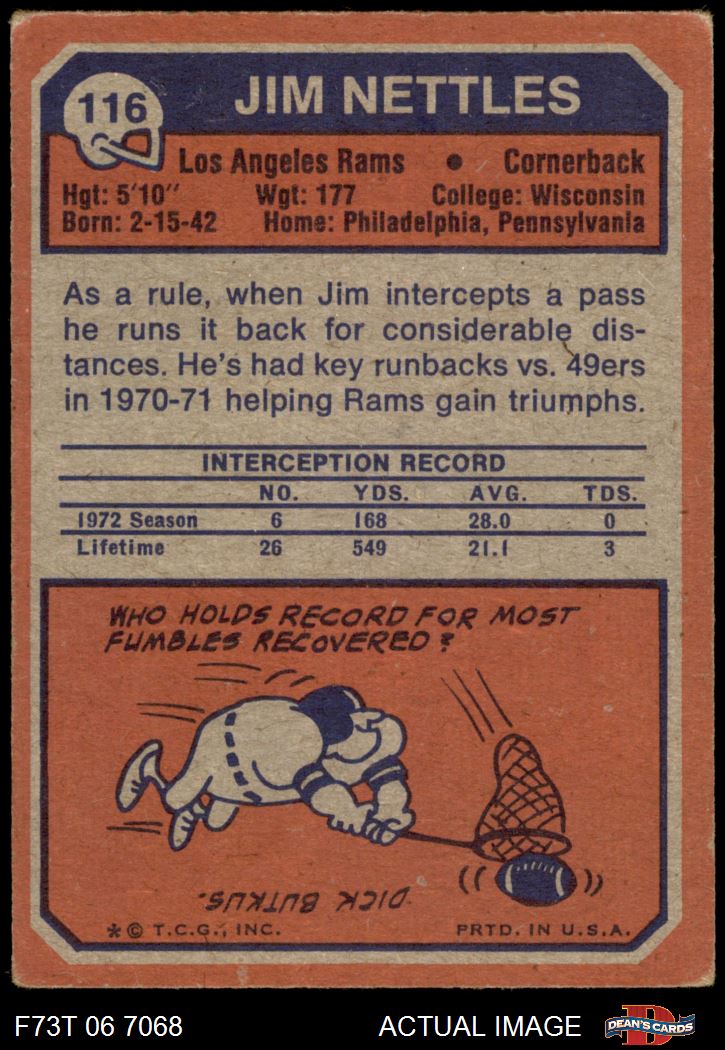 116
JIM NETTLES
Los Angeles Rams • Cornerback
Hgt: 5'10" Wgt: 177 College: Wisconsin
Born: 2-15-42 Home: Philadelphia, Pennsylvania
As a rule, when Jim intercepts a pass
he runs it back for considerable dis-
tances. He's had key runbacks vs. 49ers
in 1970-71 helping Rams gain triumphs.
INTERCEPTION RECORD
NO. YDS. AVG. TDS.
1972 Season 6 168 28.0 0
Lifetime 26 549 21.1 3
WHO HOLDS RECORD FOR MOST
FUMBLES RECOVERED?
DICK BUTKUS.
* © T.C.G., INC. PRTD. IN U.S.A.
F73T 06 7068 ACTUAL IMAGE D DEAN'S CARDS